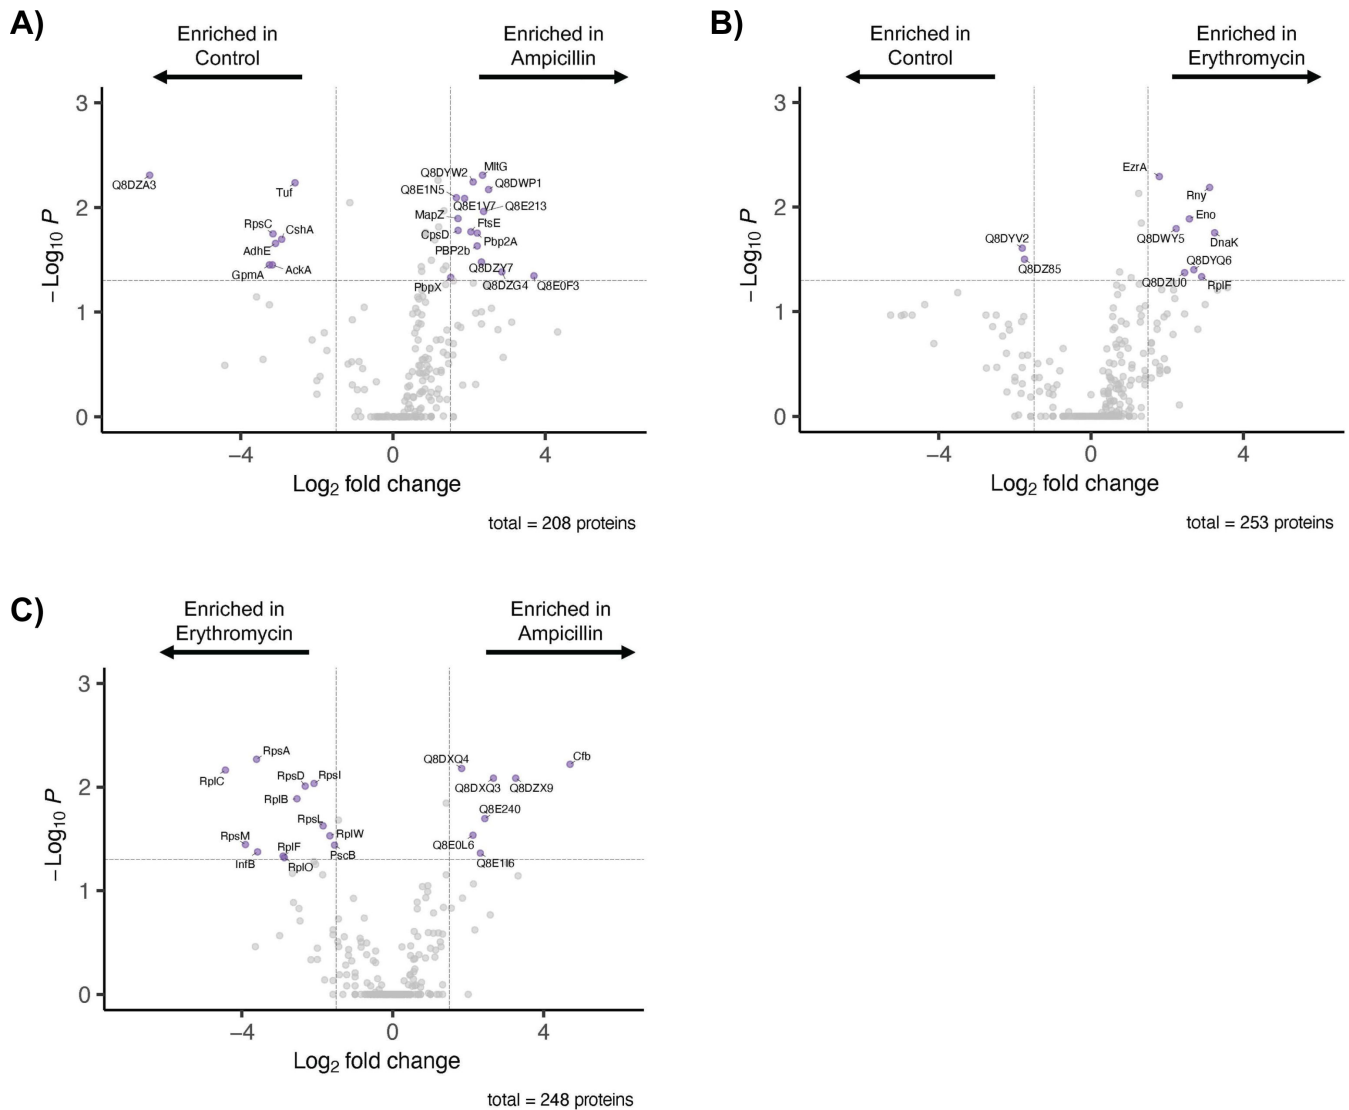 A)
Enriched in
Control
Enriched in
Ampicillin
3
2
1
0
−Log10 P
Q8DZA3
Tuf
RpsC
CshA
AdhE
GpmA
AckA
Q8DYW2
MltG
Q8DWP1
Q8E1N5
Q8E1V7
Q8E213
MapZ
FtsE
CpsD
Pbp2A
PBP2b
Q8DZY7
PbpX
Q8DZG4
Q8E0F3
−4
0
4
Log2 fold change
total = 208 proteins
B)
Enriched in
Control
Enriched in
Erythromycin
3
2
1
0
−Log10 P
EzrA
Rny
Eno
Q8DWY5
DnaK
Q8DYV2
Q8DZ85
Q8DYQ6
Q8DZU0
RplF
−4
0
4
Log2 fold change
total = 253 proteins
C)
Enriched in
Erythromycin
Enriched in
Ampicillin
3
2
1
0
−Log10 P
RpsA
RplC
RpsD
RpsI
RplB
RpsL
RplW
RpsM
RplF
PscB
InfB
RplO
Q8DXQ4
Cfb
Q8DXQ3
Q8DZX9
Q8E240
Q8E0L6
Q8E1I6
−4
0
4
Log2 fold change
total = 248 proteins